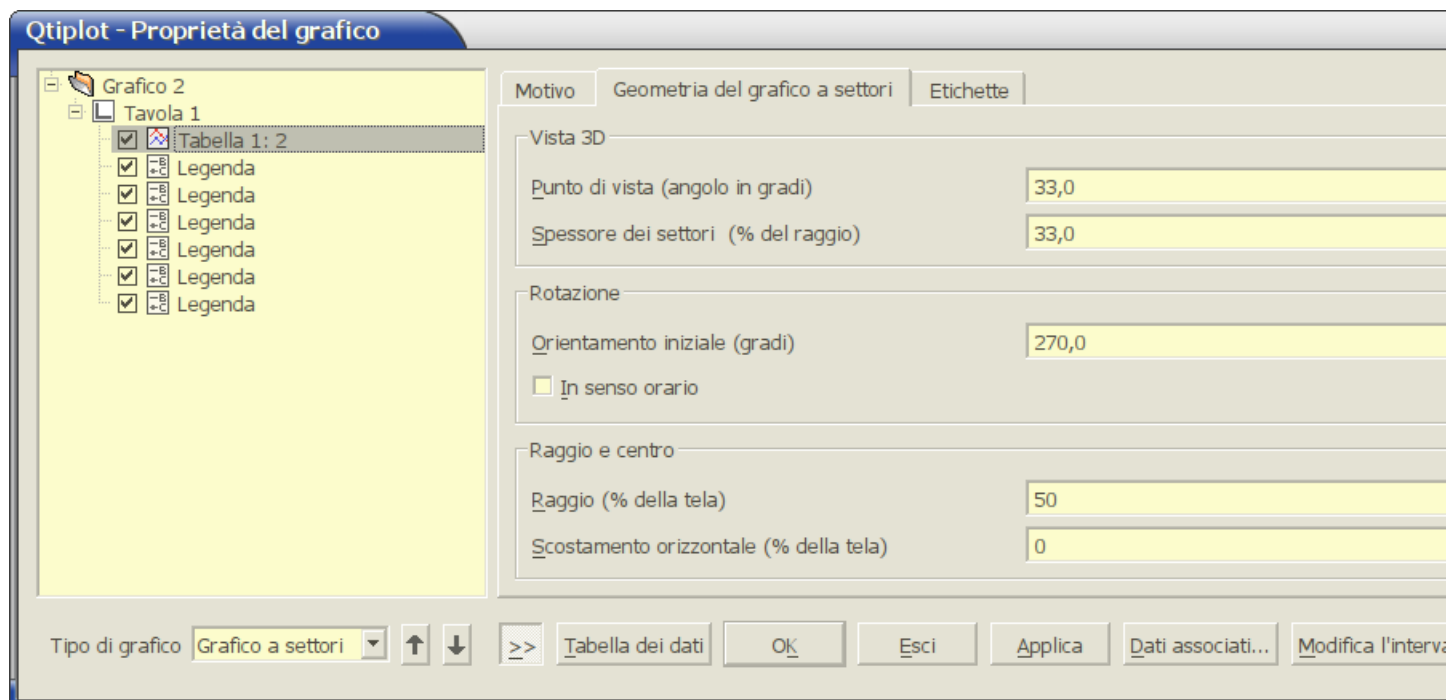 Qtiplot - Proprietà del grafico
Grafico 2
Tavola 1
Tabella 1: 2
Legenda
Legenda
Legenda
Legenda
Legenda
Legenda
Motivo
Geometria del grafico a settori
Etichette
Vista 3D
Punto di vista (angolo in gradi)
33,0
Spessore dei settori (% del raggio)
33,0
Rotazione
Orientamento iniziale (gradi)
270,0
In senso orario
Raggio e centro
Raggio (% della tela)
50
Scostamento orizzontale (% della tela)
0
Tipo di grafico
Grafico a settori
>>
Tabella dei dati
OK
Esci
Applica
Dati associati...
Modifica l'interva